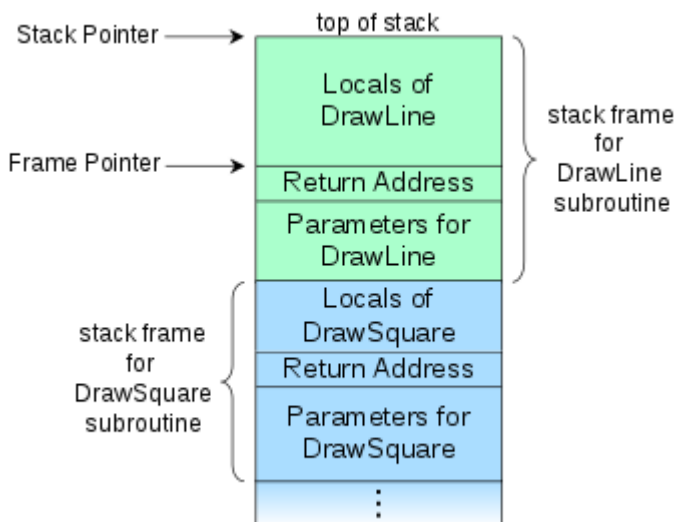 Stack Pointer
top of stack
Locals of
DrawLine
stack frame
for
DrawLine
subroutine
Frame Pointer
Return Address
Parameters for
DrawLine
Locals of
DrawSquare
stack frame
for
DrawSquare
subroutine
Return Address
Parameters for
DrawSquare
⋮